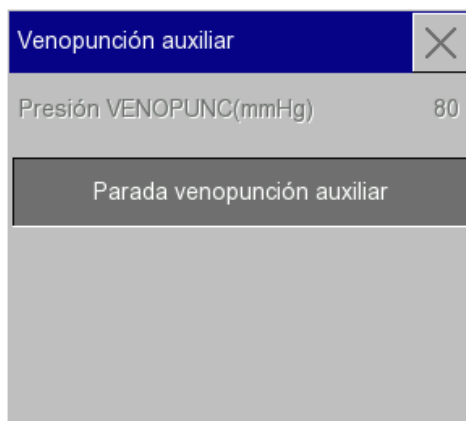 Venopunción auxiliar
Presión VENOPUNC(mmHg) 80
Parada venopunción auxiliar